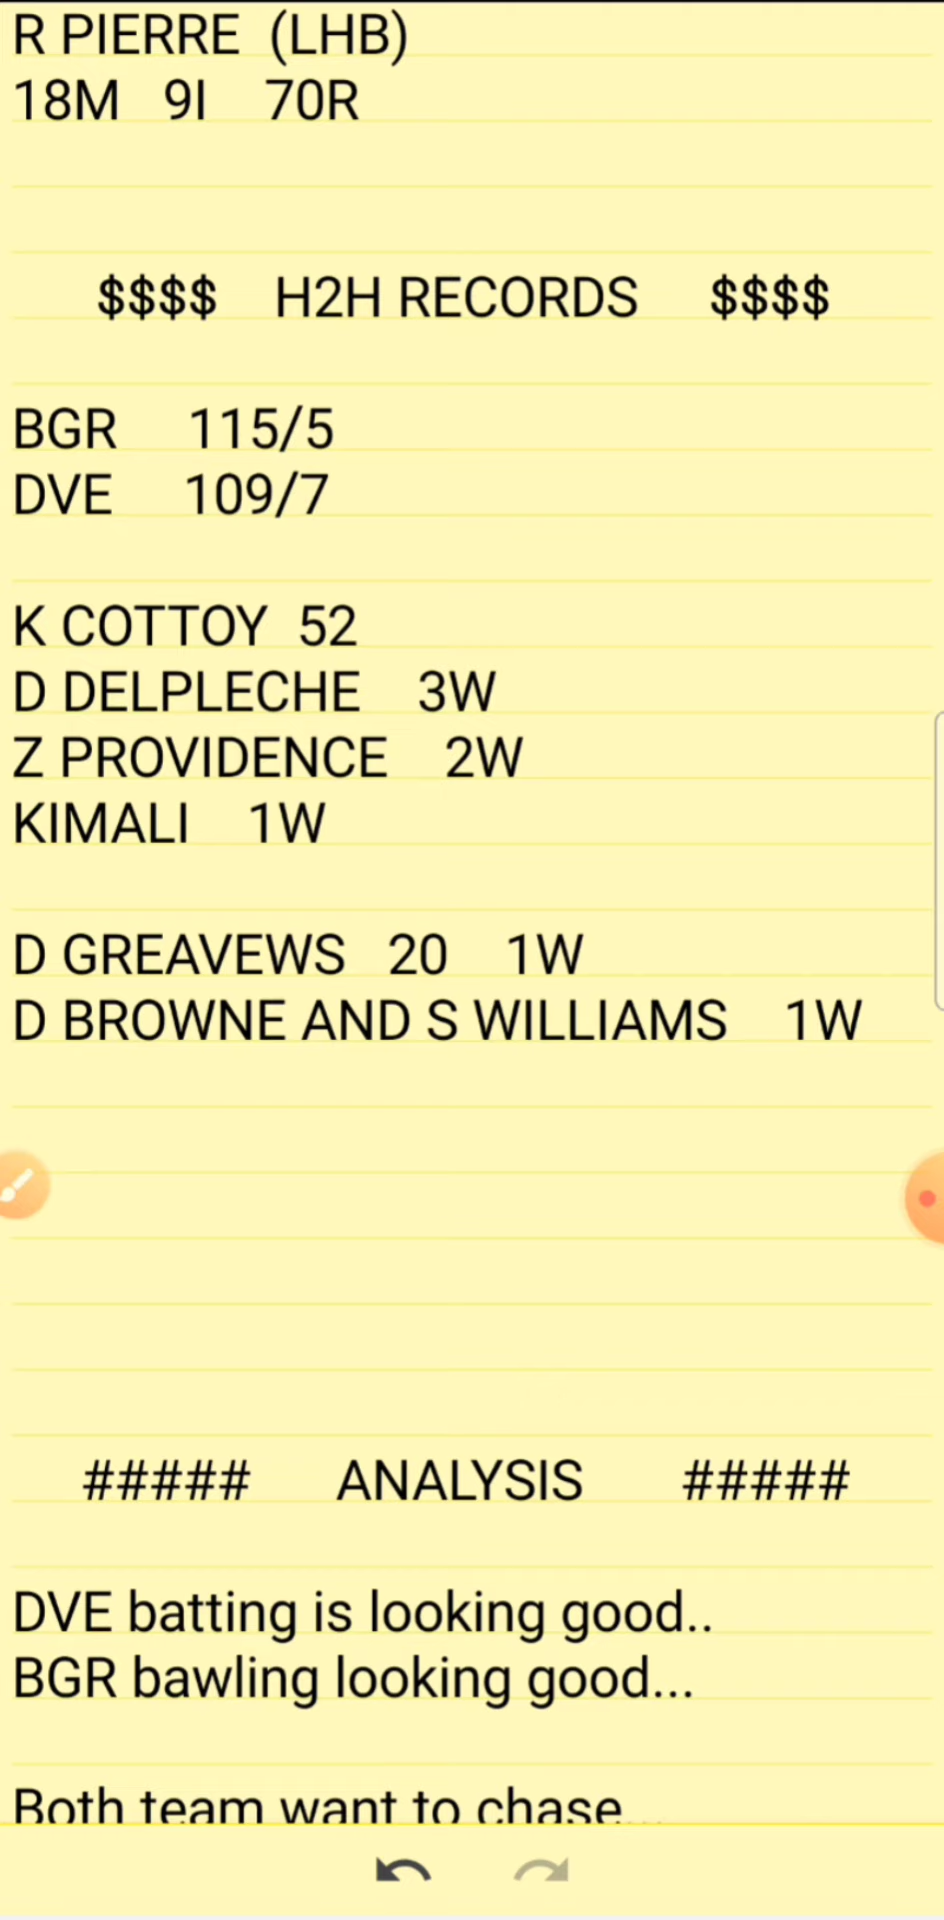 R PIERRE (LHB)
18M 9I 70R
$$$$ H2H RECORDS $$$$
BGR 115/5
DVE 109/7
K COTTOY 52
D DELPLECHE 3W
Z PROVIDENCE 2W
KIMALI 1W
D GREAVEWS 20 1W
D BROWNE AND S WILLIAMS 1W
##### ANALYSIS #####
DVE batting is looking good..
BGR bawling looking good...
Both team want to chase...